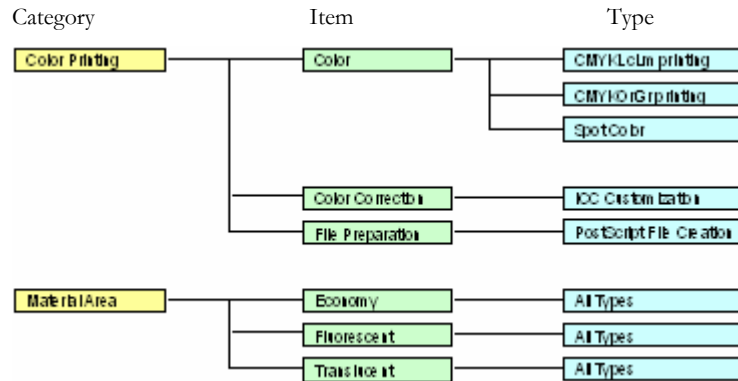 Category Item Type
Color Printing Color CMYKLcLm printing
CMYKOrGr printing
Spot Color
Color Correction ICC Customization
File Preparation PostScript File Creation
Material Area Economy All Types
Fluorescent All Types
Translucent All Types